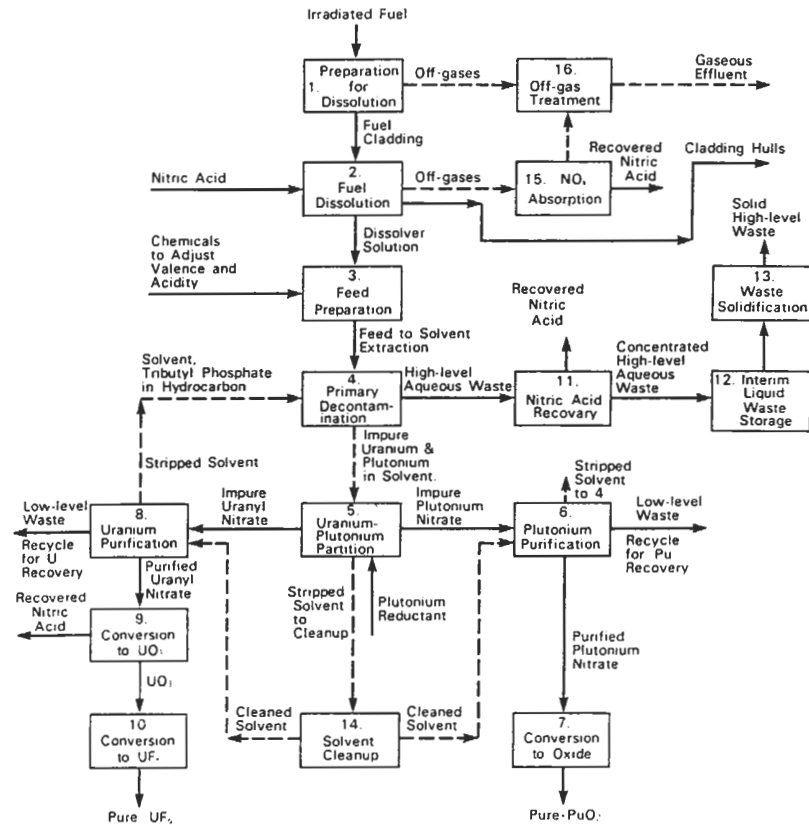 Irradiated Fuel
1. Preparation
for
Dissolution
Off-gases
16.
Off-gas
Treatment
Gaseous
Effluent
Fuel
Cladding
Nitric Acid
2.
Fuel
Dissolution
Off-gases
15. NOx
Absorption
Recovered
Nitric
Acid
Cladding Hulls
Solid
High-level
Waste
Dissolver
Solution
Chemicals
to Adjust
Valence and
Acidity
3.
Feed
Preparation
Recovered
Nitric
Acid
13.
Waste
Solidification
Feed to Solvent
Extraction
Solvent,
Tributyl Phosphate
in Hydrocarbon
4.
Primary
Decontam-
ination
High-level
Aqueous Waste
11.
Nitric Acid
Recovery
Concentrated
High-level
Aqueous
Waste
12. Interim
Liquid
Waste
Storage
Stripped Solvent
Impure
Uranium &
Plutonium
in Solvent.
Stripped
Solvent
to 4
Low-level
Waste
Recycle
for U
Recovery
8.
Uranium
Purification
Impure
Uranyl
Nitrate
5.
Uranium-
Plutonium
Partition
Impure
Plutonium
Nitrate
6.
Plutonium
Purification
Low-level
Waste
Recycle
for Pu
Recovery
Purified
Uranyl
Nitrate
Stripped
Solvent
to
Cleanup
Plutonium
Reductant
Recovered
Nitric
Acid
9.
Conversion
to UO3
Purified
Plutonium
Nitrate
UO3
10
Conversion
to UF6
Cleaned
Solvent
14.
Solvent
Cleanup
Cleaned
Solvent
7.
Conversion
to Oxide
Pure UF6
Pure PuO2